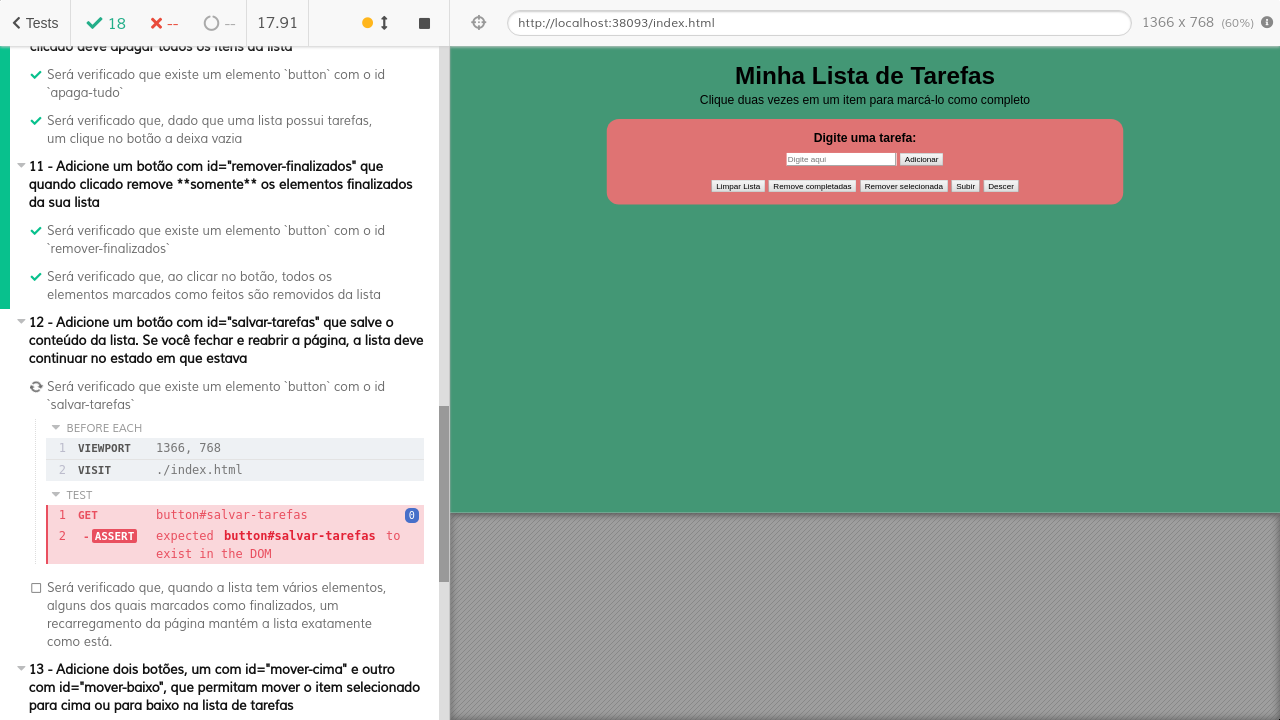 Tests
18
--
--
17.91
http://localhost:38093/index.html
1366 x 768 (60%)
clicado deve apagar todos os itens da lista
Será verificado que existe um elemento `button` com o id
`apaga-tudo`
Será verificado que, dado que uma lista possui tarefas,
um clique no botão a deixa vazia
11 - Adicione um botão com id="remover-finalizados" que
quando clicado remove **somente** os elementos finalizados
da sua lista
Será verificado que existe um elemento `button` com o id
`remover-finalizados`
Será verificado que, ao clicar no botão, todos os
elementos marcados como feitos são removidos da lista
12 - Adicione um botão com id="salvar-tarefas" que salve o
conteúdo da lista. Se você fechar e reabrir a página, a lista deve
continuar no estado em que estava
Será verificado que existe um elemento `button` com o id
`salvar-tarefas`
BEFORE EACH
1 VIEWPORT 1366, 768
2 VISIT ./index.html
TEST
1 GET button#salvar-tarefas 0
2 -ASSERT expected button#salvar-tarefas to
exist in the DOM
Será verificado que, quando a lista tem vários elementos,
alguns dos quais marcados como finalizados, um
recarregamento da página mantém a lista exatamente
como está.
13 - Adicione dois botões, um com id="mover-cima" e outro
com id="mover-baixo", que permitam mover o item selecionado
para cima ou para baixo na lista de tarefas
Minha Lista de Tarefas
Clique duas vezes em um item para marcá-lo como completo
Digite uma tarefa:
Digite aqui Adicionar
Limpar Lista Remove completadas Remover selecionada Subir Descer